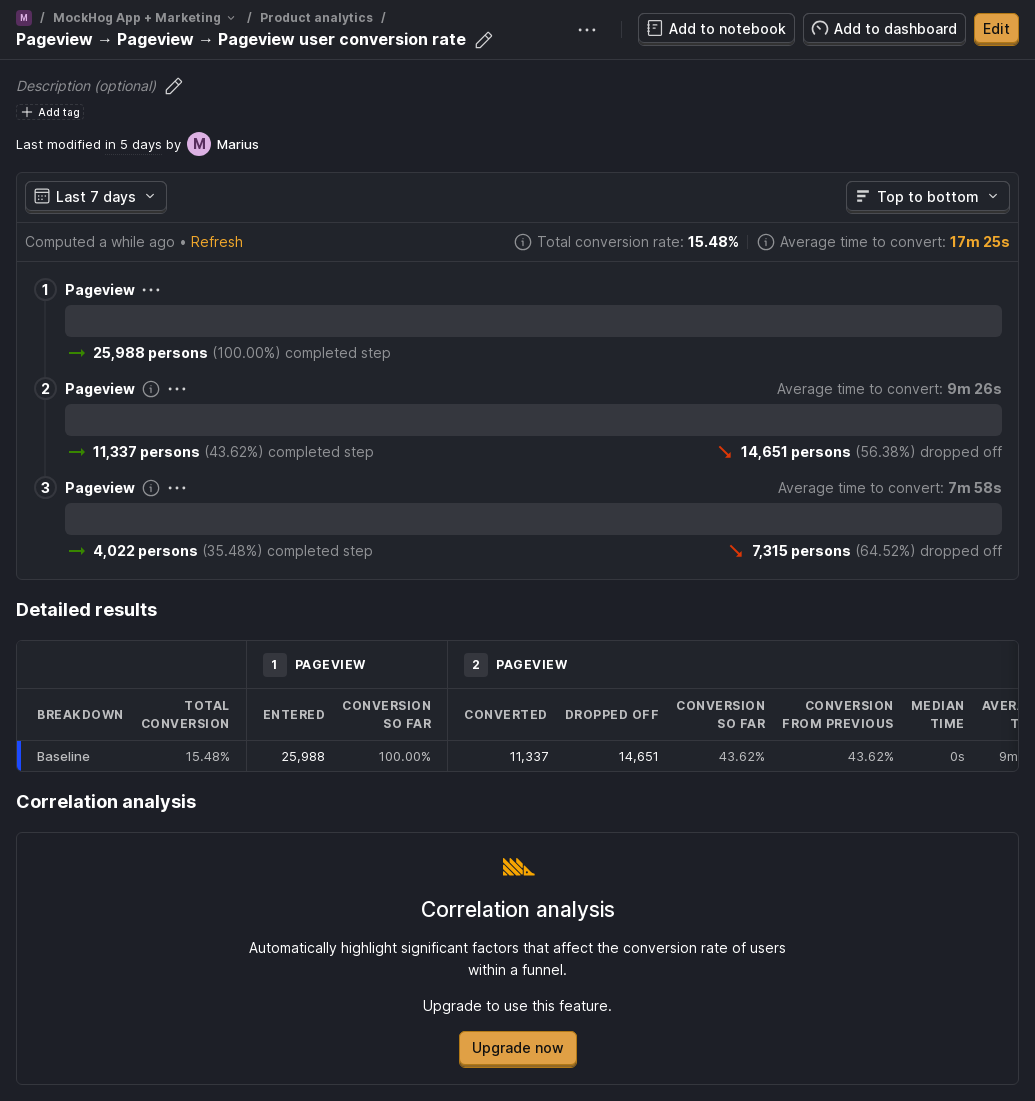 M / MockHog App + Marketing / Product analytics /
Pageview → Pageview → Pageview user conversion rate
Add to notebook
Add to dashboard
Edit
Description (optional)
Add tag
Last modified in 5 days by M Marius
Last 7 days
Top to bottom
Computed a while ago • Refresh
Total conversion rate: 15.48%
Average time to convert: 17m 25s
1 Pageview
25,988 persons (100.00%) completed step
2 Pageview
Average time to convert: 9m 26s
11,337 persons (43.62%) completed step
14,651 persons (56.38%) dropped off
3 Pageview
Average time to convert: 7m 58s
4,022 persons (35.48%) completed step
7,315 persons (64.52%) dropped off
Detailed results
1 PAGEVIEW
2 PAGEVIEW
BREAKDOWN
TOTAL
CONVERSION
ENTERED
CONVERSION
SO FAR
CONVERTED
DROPPED OFF
CONVERSION
SO FAR
CONVERSION
FROM PREVIOUS
MEDIAN
TIME
Baseline 15.48% 25,988 100.00% 11,337 14,651 43.62% 43.62% 0s 9m
Correlation analysis
Correlation analysis
Automatically highlight significant factors that affect the conversion rate of users
within a funnel.
Upgrade to use this feature.
Upgrade now